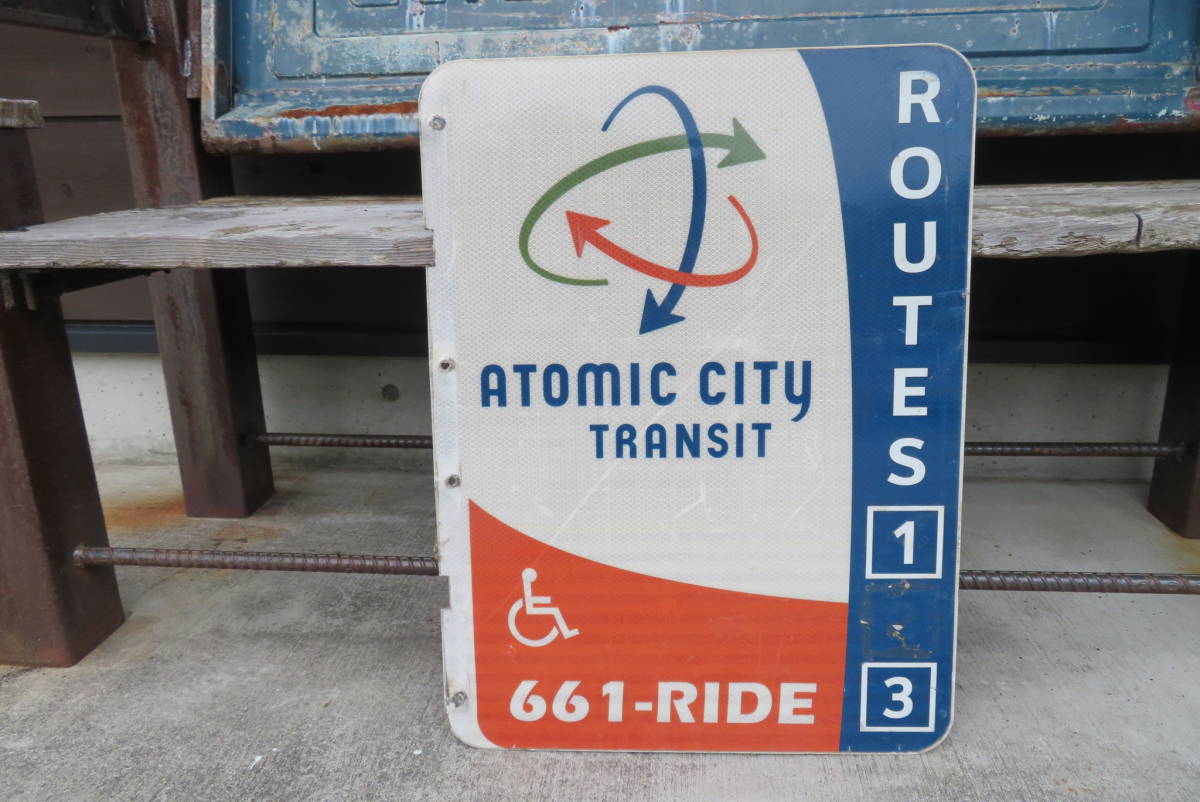 ATOMIC CITY
TRANSIT
661-RIDE
ROUTES
1
3